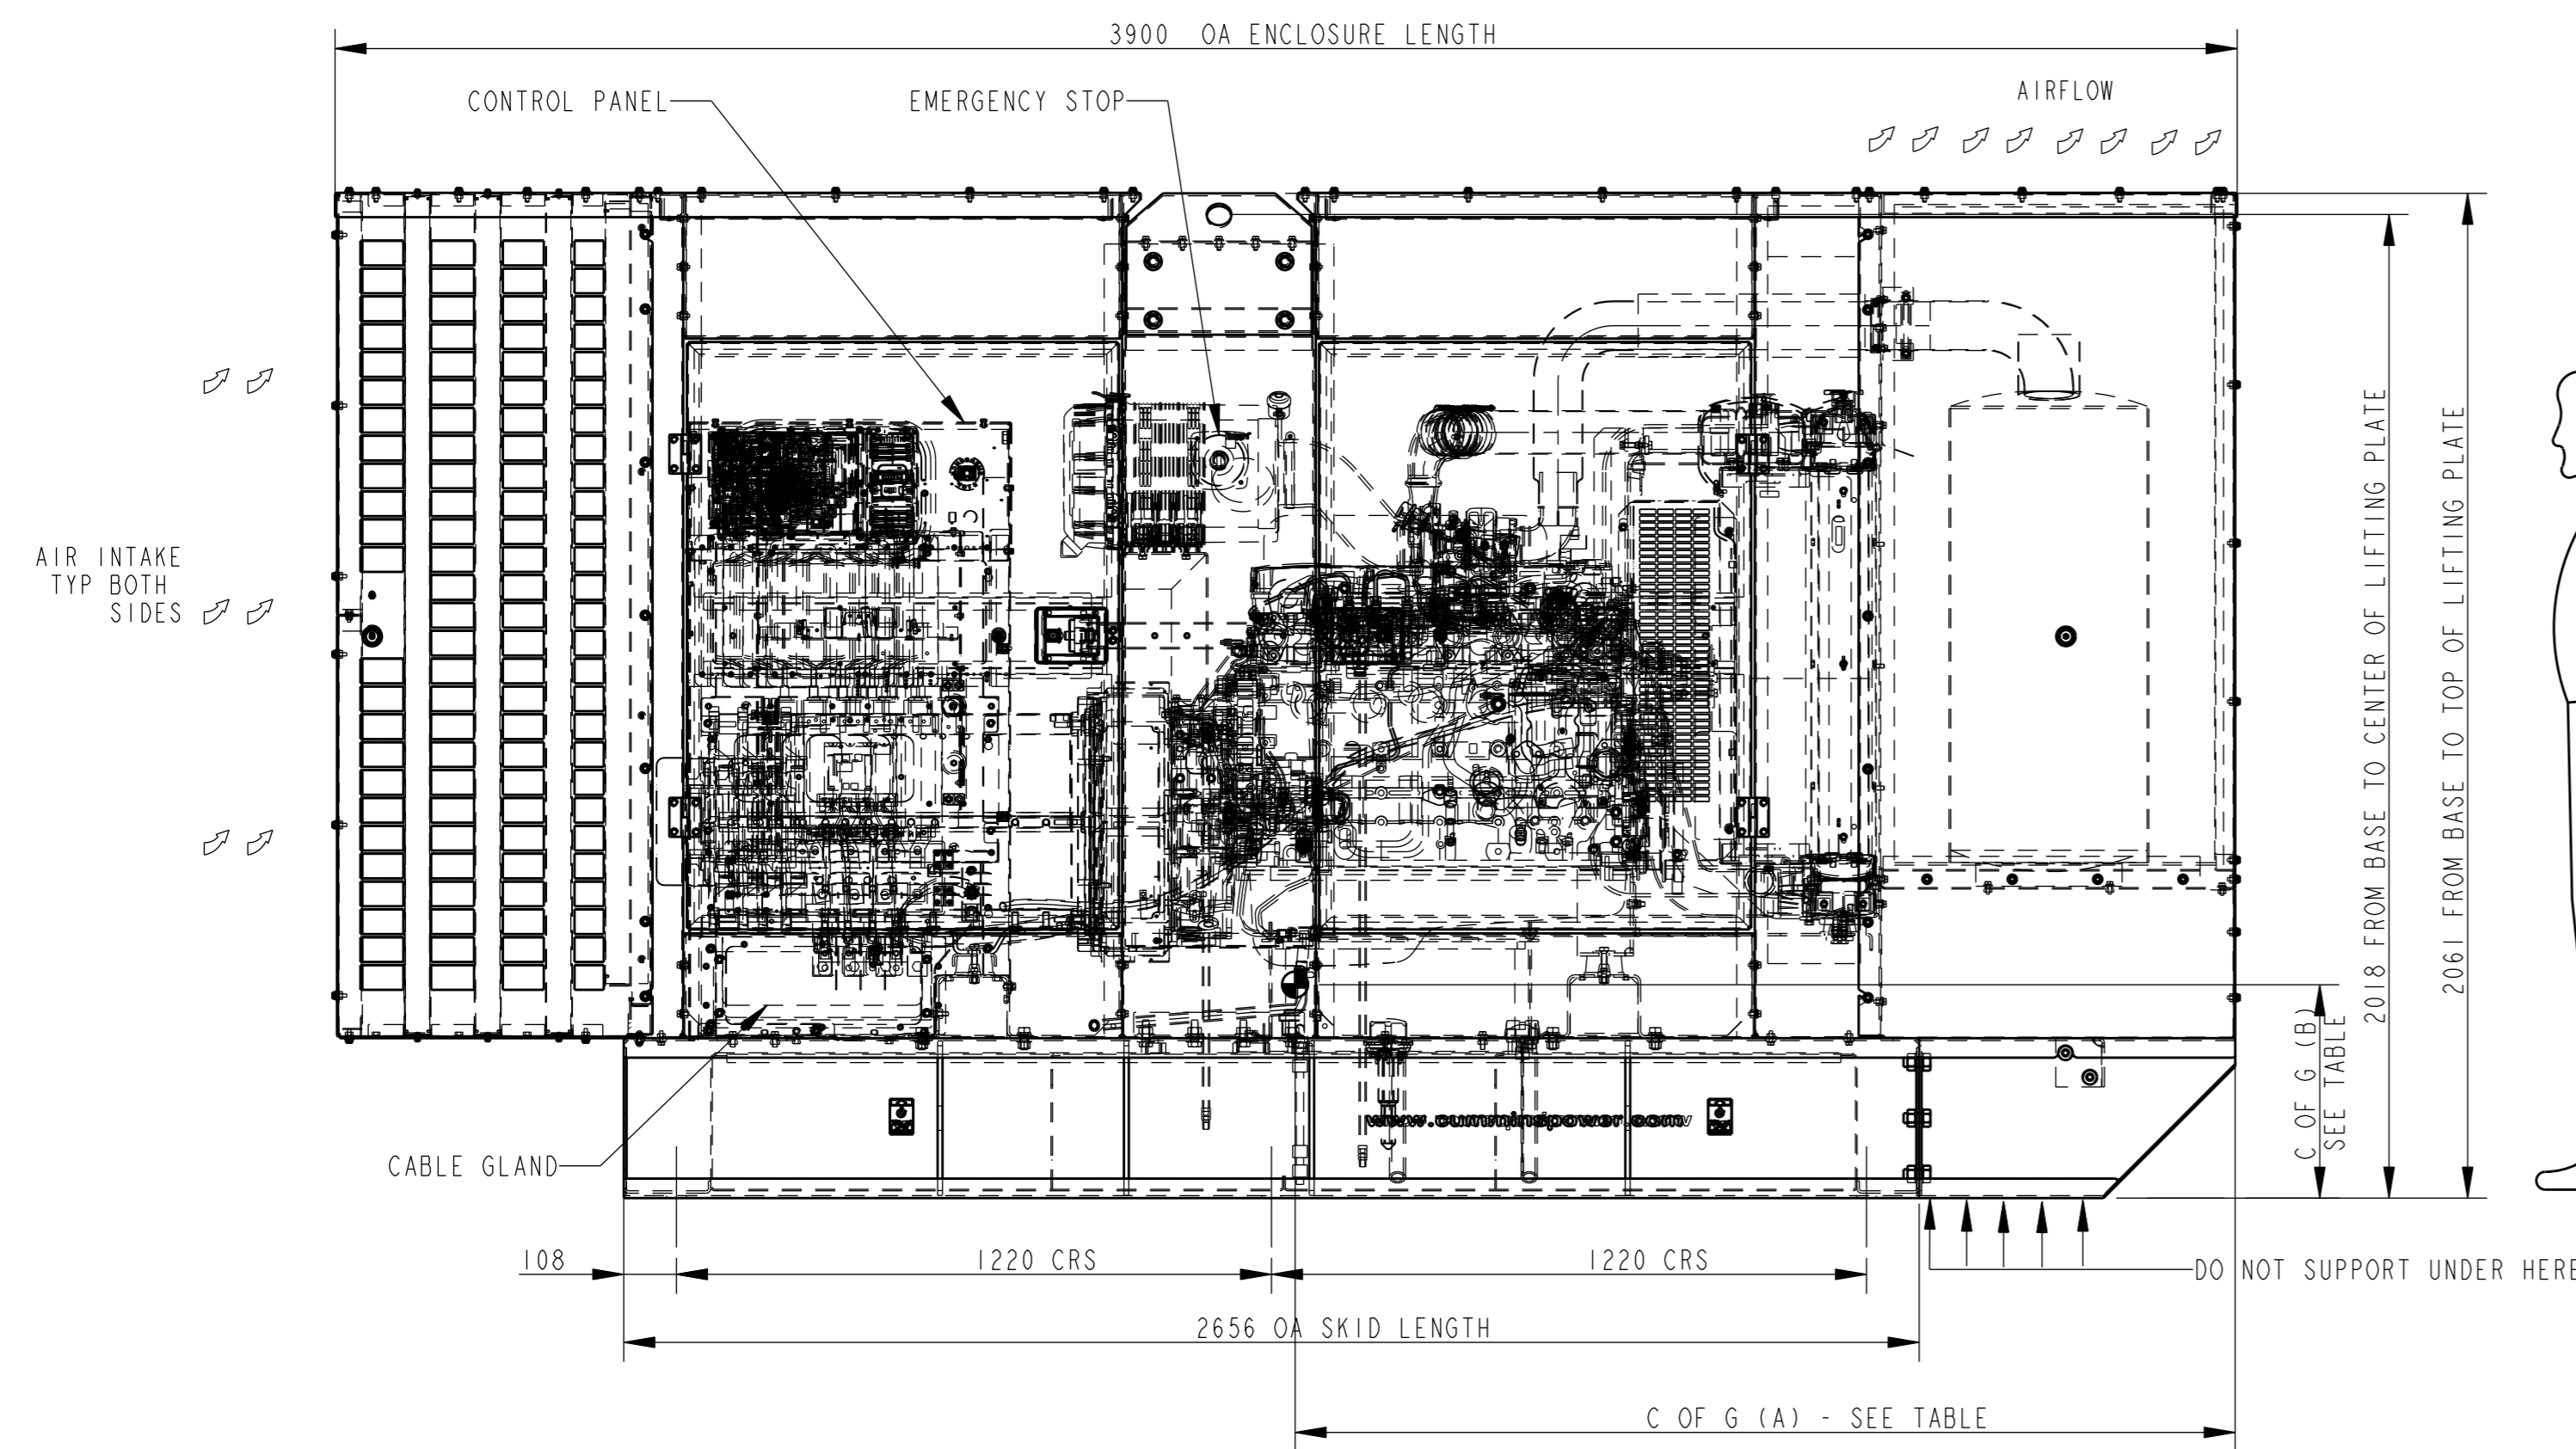 3900 OA ENCLOSURE LENGTH
CONTROL PANEL
EMERGENCY STOP
AIRFLOW
AIR INTAKE
TYP BOTH
SIDES
2018 FROM BASE TO CENTER OF LIFTING PLATE
2061 FROM BASE TO TOP OF LIFTING PLATE
C OF G (B)
SEE TABLE
www.cumminspower.com
CABLE GLAND
108
1220 CRS
1220 CRS
DO NOT SUPPORT UNDER HERE
2656 OA SKID LENGTH
C OF G (A) - SEE TABLE